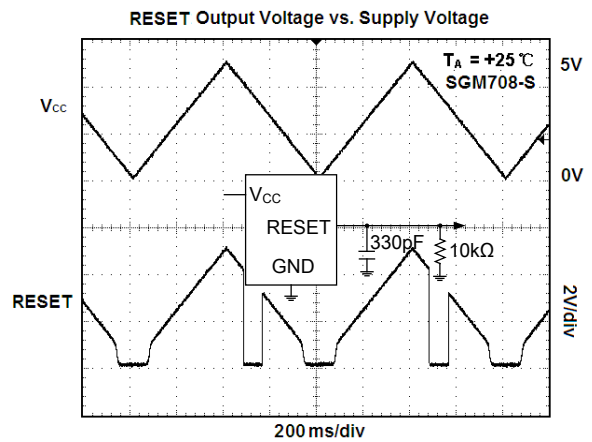 RESET Output Voltage vs. Supply Voltage
TA = +25℃
SGM708-S
5V
VCC
0V
VCC
RESET
GND
330pF
10kΩ
RESET
2V/div
200 ms/div